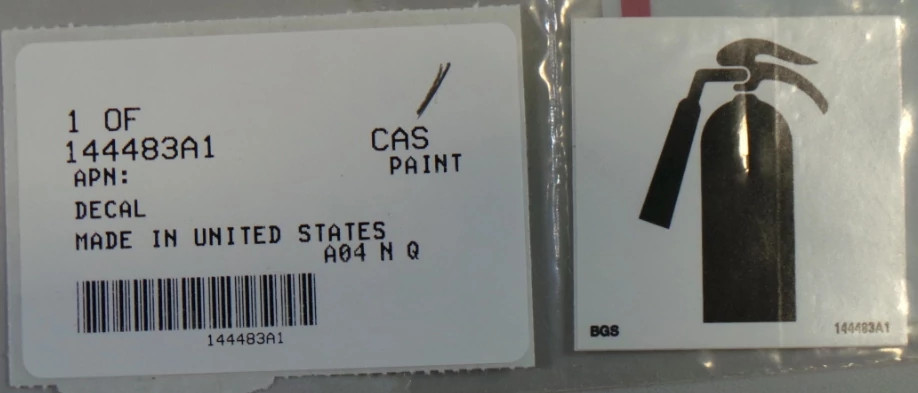 1 OF
144483A1
CAS
PAINT
APN:
DECAL
MADE IN UNITED STATES
A04 N Q
144483A1
BGS
144483A1